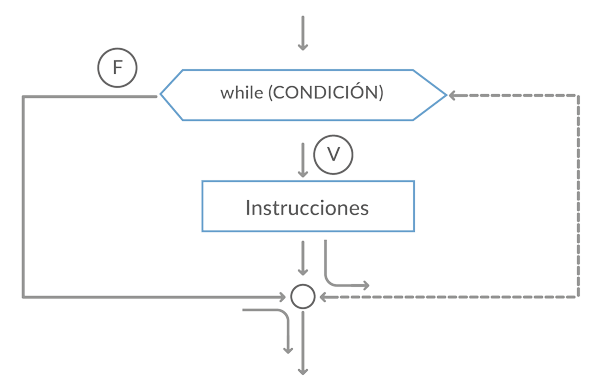 F
while (CONDICIÓN)
V
Instrucciones